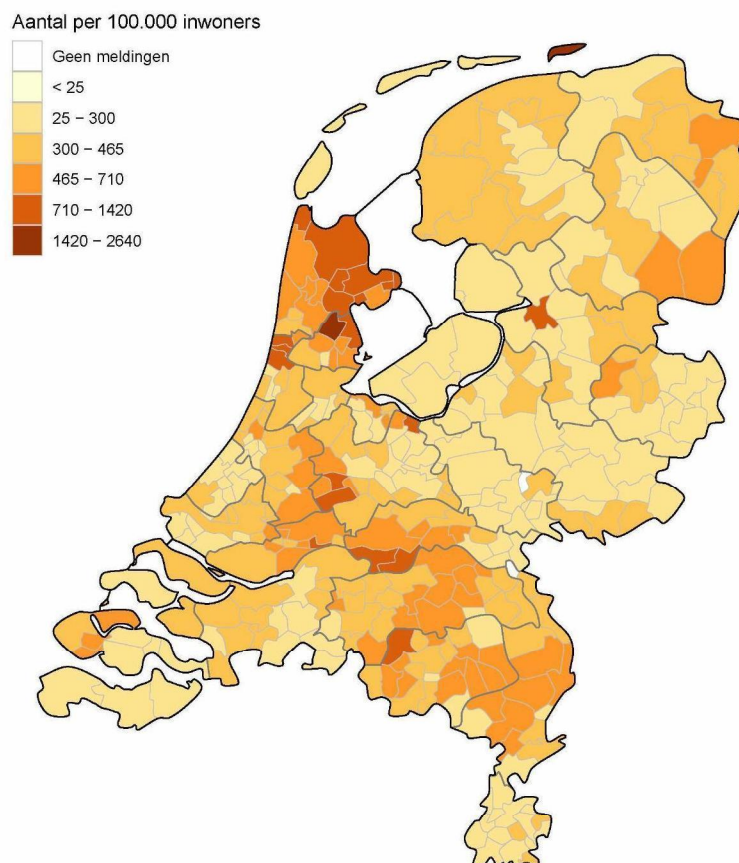 Aantal per 100.000 inwoners
Geen meldingen
< 25
25 – 300
300 – 465
465 – 710
710 – 1420
1420 – 2640